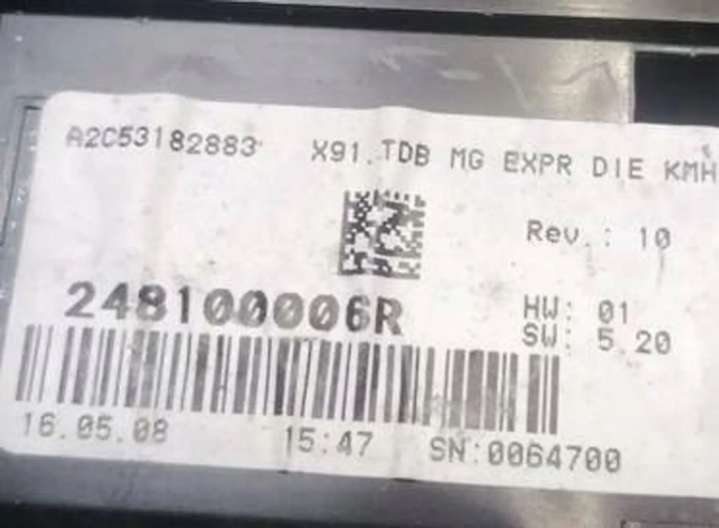 A2C53182883 X91.TDB MG EXPR DIE KMH
Rev.: 10
248100006R
HW: 01
SW: 5.20
16.05.08 15:47 SN:0064700